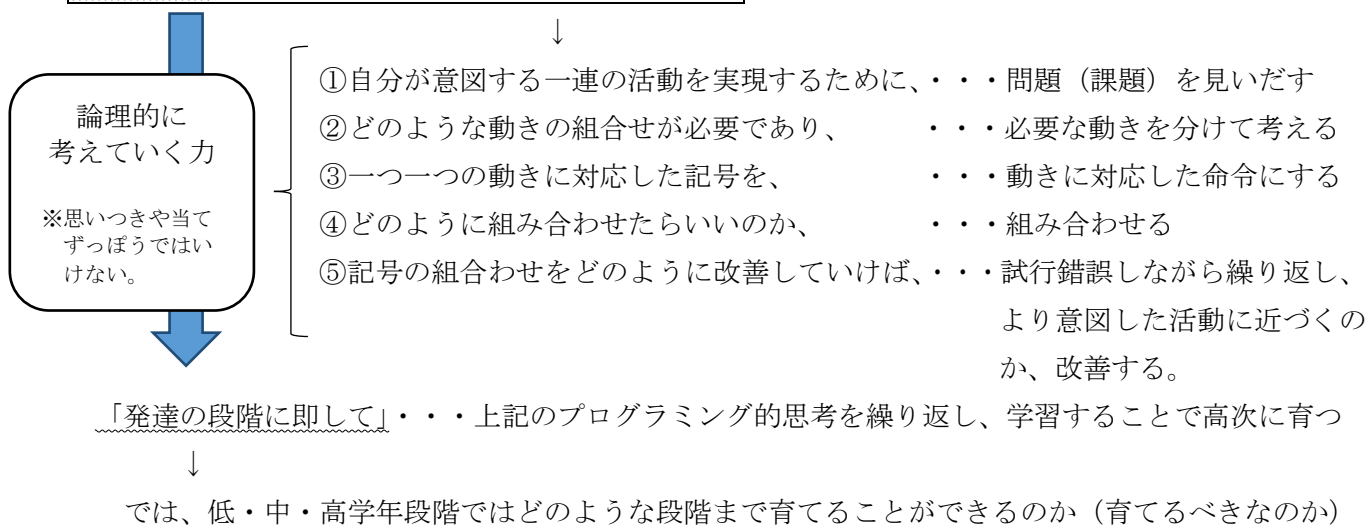 ↓
①自分が意図する一連の活動を実現するために、・・・問題（課題）を見いだす
論理的に
考えていく力
※思いつきや当て
ずっぽうではい
けない。
②どのような動きの組合せが必要であり、　・・・必要な動きを分けて考える
③一つ一つの動きに対応した記号を、　・・・動きに対応した命令にする
④どのように組み合わせたらいいのか、　・・・組み合わせる
⑤記号の組合わせをどのように改善していけば、・・・試行錯誤しながら繰り返し、
より意図した活動に近づくの
か、改善する。
「発達の段階に即して」・・・上記のプログラミング的思考を繰り返し、学習することで高次に育つ
↓
では、低・中・高学年段階ではどのような段階まで育てることができるのか（育てるべきなのか）